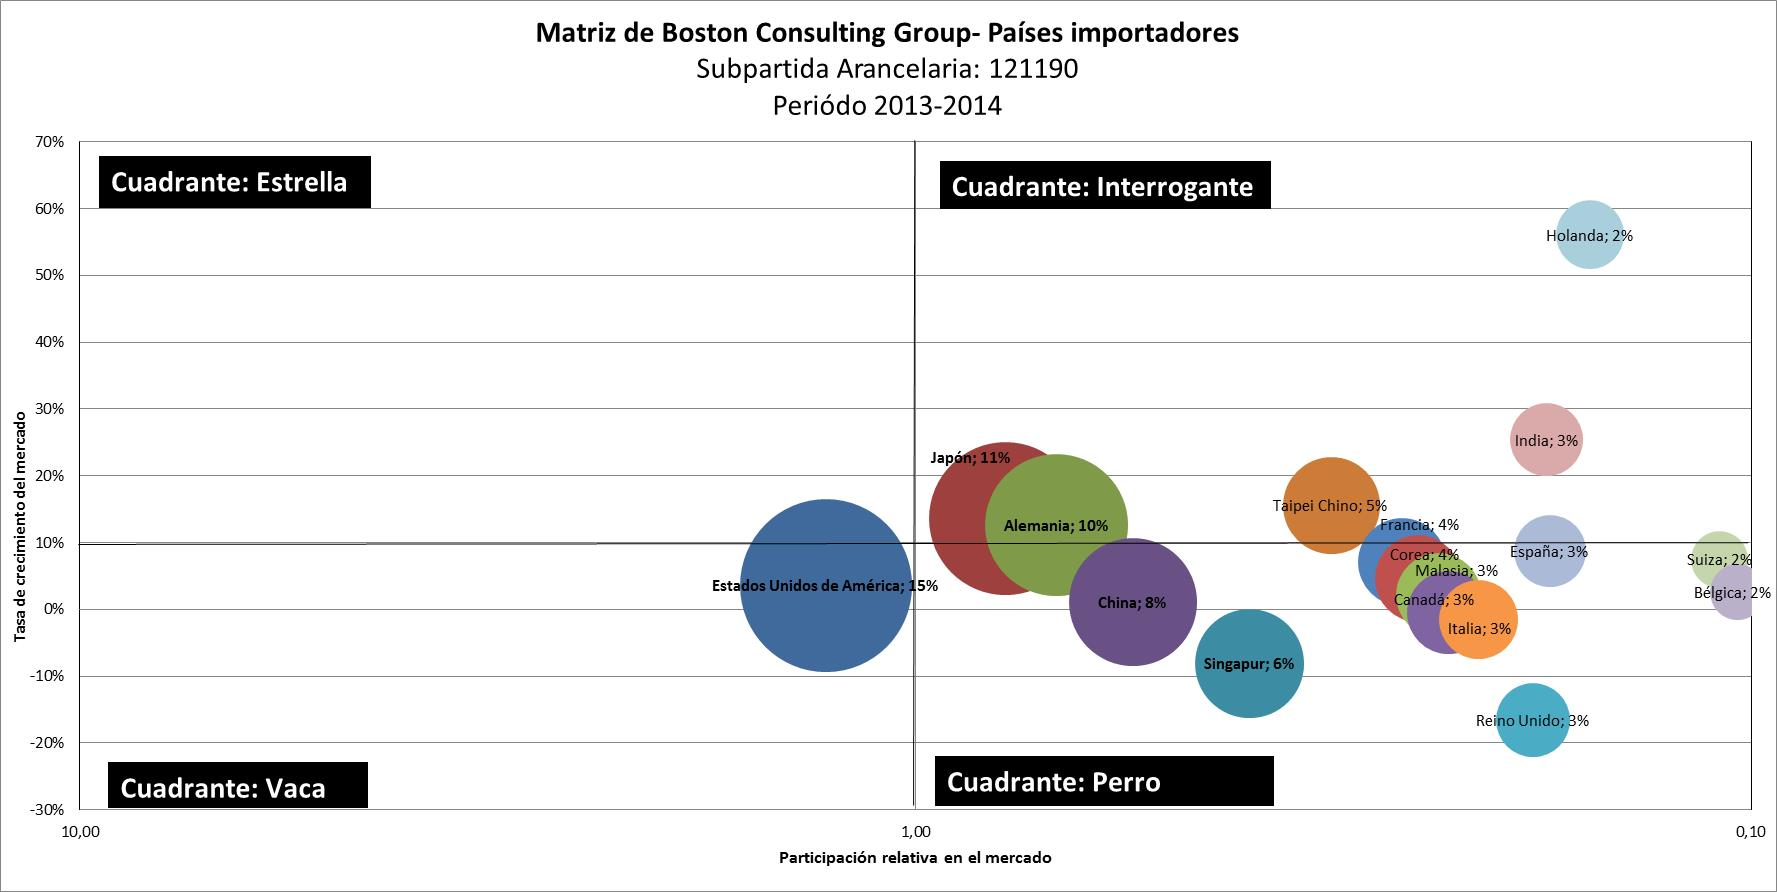 Matriz de Boston Consulting Group- Países importadores
Subpartida Arancelaria: 121190
Periódo 2013-2014
70%
60%
50%
40%
30%
20%
10%
0%
-10%
-20%
-30%
Tasa de crecimiento del mercado
Cuadrante: Estrella
Cuadrante: Interrogante
Holanda; 2%
India; 3%
Japón; 11%
Taipei Chino; 5%
Francia; 4%
Alemania; 10%
España; 3%
Corea; 4%
Suiza; 2%
Malasia; 3%
Estados Unidos de América; 15%
Bélgica; 2%
China; 8%
Canadá; 3%
Italia; 3%
Singapur; 6%
Reino Unido; 3%
Cuadrante: Vaca
Cuadrante: Perro
10,00
1,00
0,10
Participación relativa en el mercado